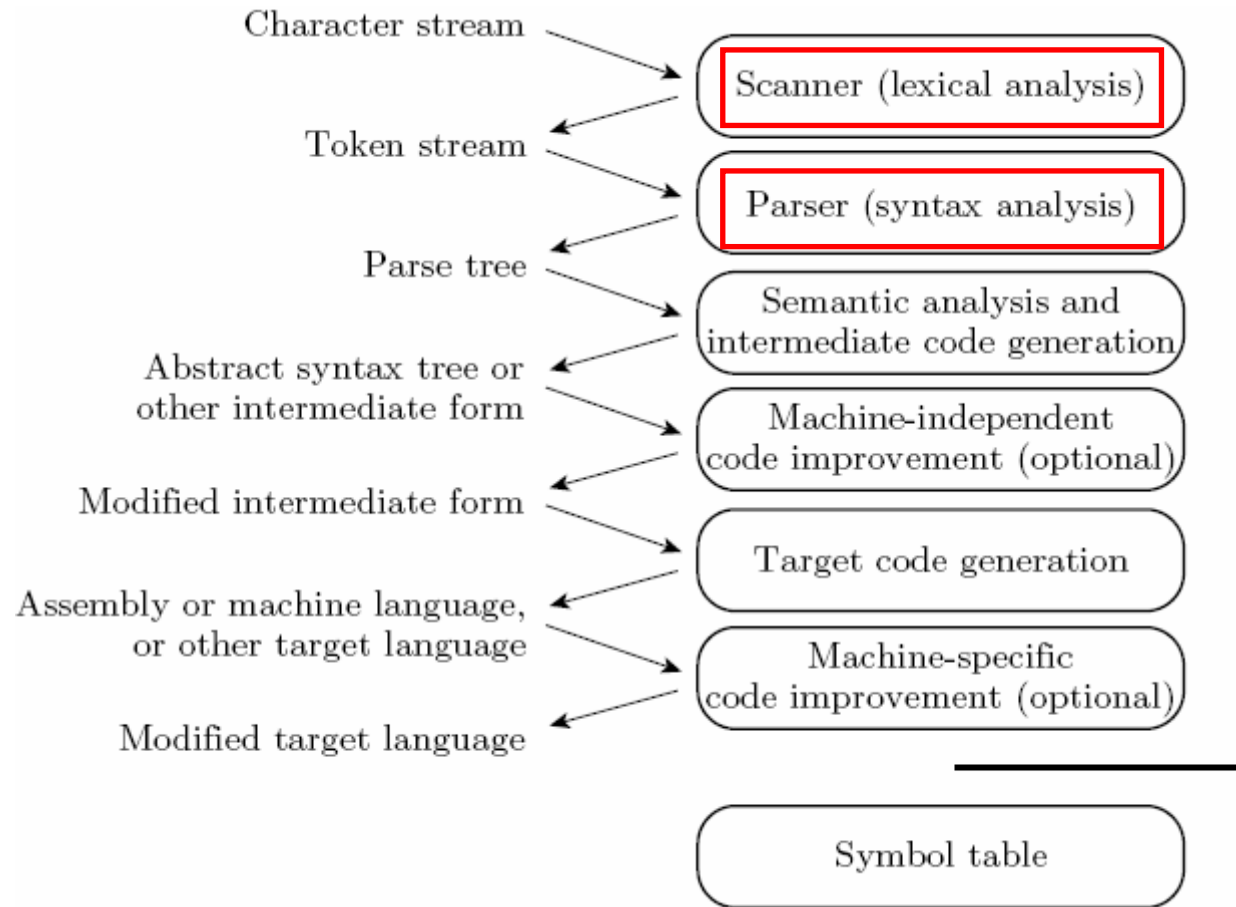 Character stream
Scanner (lexical analysis)
Token stream
Parser (syntax analysis)
Parse tree
Semantic analysis and
intermediate code generation
Abstract syntax tree or
other intermediate form
Machine-independent
code improvement (optional)
Modified intermediate form
Target code generation
Assembly or machine language,
or other target language
Machine-specific
code improvement (optional)
Modified target language
Symbol table